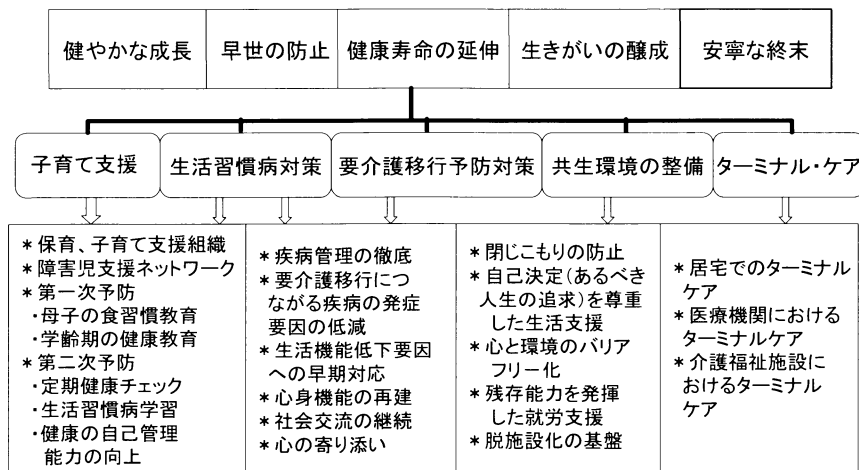 健やかな成長
早世の防止
健康寿命の延伸
生きがいの醸成
安寧な終末
子育て支援
生活習慣病対策
要介護移行予防対策
共生環境の整備
ターミナル・ケア
＊保育、子育て支援組織
＊障害児支援ネットワーク
＊第一次予防
・母子の食習慣教育
・学齢期の健康教育
＊第二次予防
・定期健康チェック
・生活習慣病学習
・健康の自己管理
能力の向上
＊疾病管理の徹底
＊要介護移行につ
ながる疾病の発症
要因の低減
＊生活機能低下要因
への早期対応
＊心身機能の再建
＊社会交流の継続
＊心の寄り添い
＊閉じこもりの防止
＊自己決定（あるべき
人生の追求）を尊重
した生活支援
＊心と環境のバリア
フリー化
＊残存能力を発揮
した就労支援
＊脱施設化の基盤
＊居宅でのターミナル
ケア
＊医療機関における
ターミナルケア
＊介護福祉施設に
おけるターミナル
ケア